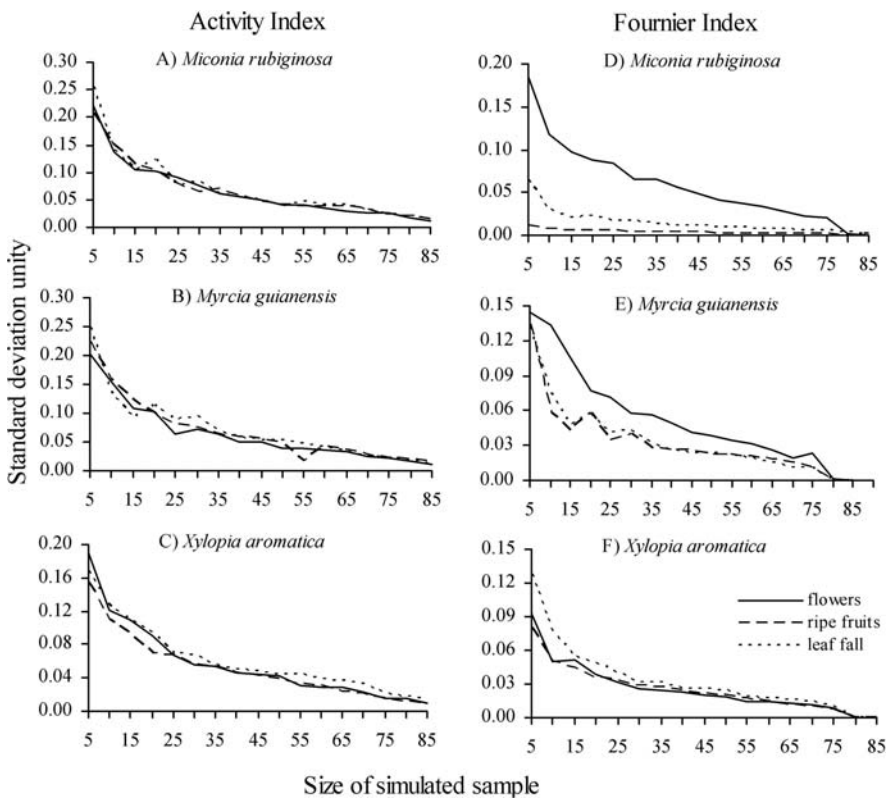 Activity Index
Fournier Index
Standard deviation unity
A) Miconia rubiginosa
0.30
0.25
0.20
0.15
0.10
0.05
0.00
5 15 25 35 45 55 65 75 85
D) Miconia rubiginosa
0.20
0.15
0.10
0.05
0.00
5 15 25 35 45 55 65 75 85
B) Myrcia guianensis
0.30
0.25
0.20
0.15
0.10
0.05
0.00
5 15 25 35 45 55 65 75 85
E) Myrcia guianensis
0.15
0.12
0.09
0.06
0.03
0.00
5 15 25 35 45 55 65 75 85
C) Xylopia aromatica
0.20
0.16
0.12
0.08
0.04
0.00
5 15 25 35 45 55 65 75 85
F) Xylopia aromatica
0.15
0.12
0.09
0.06
0.03
0.00
5 15 25 35 45 55 65 75 85
flowers
ripe fruits
leaf fall
Size of simulated sample